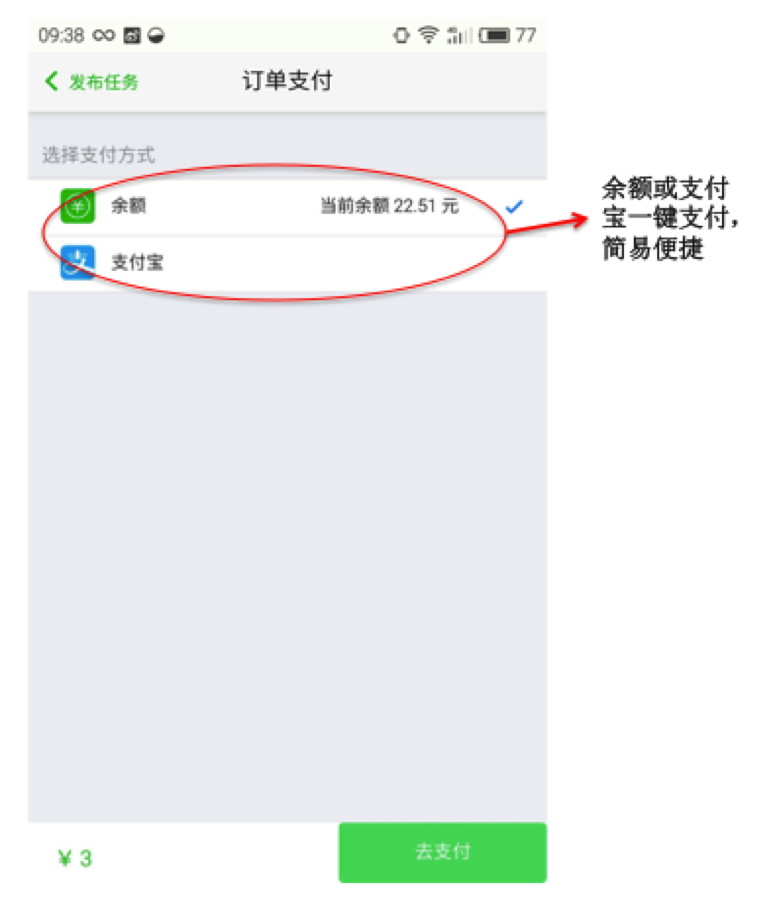 09:38
77
发布任务
订单支付
选择支付方式
余额
当前余额 22.51 元
支付宝
余额或支付
宝一键支付，
简易便捷
¥ 3
去支付